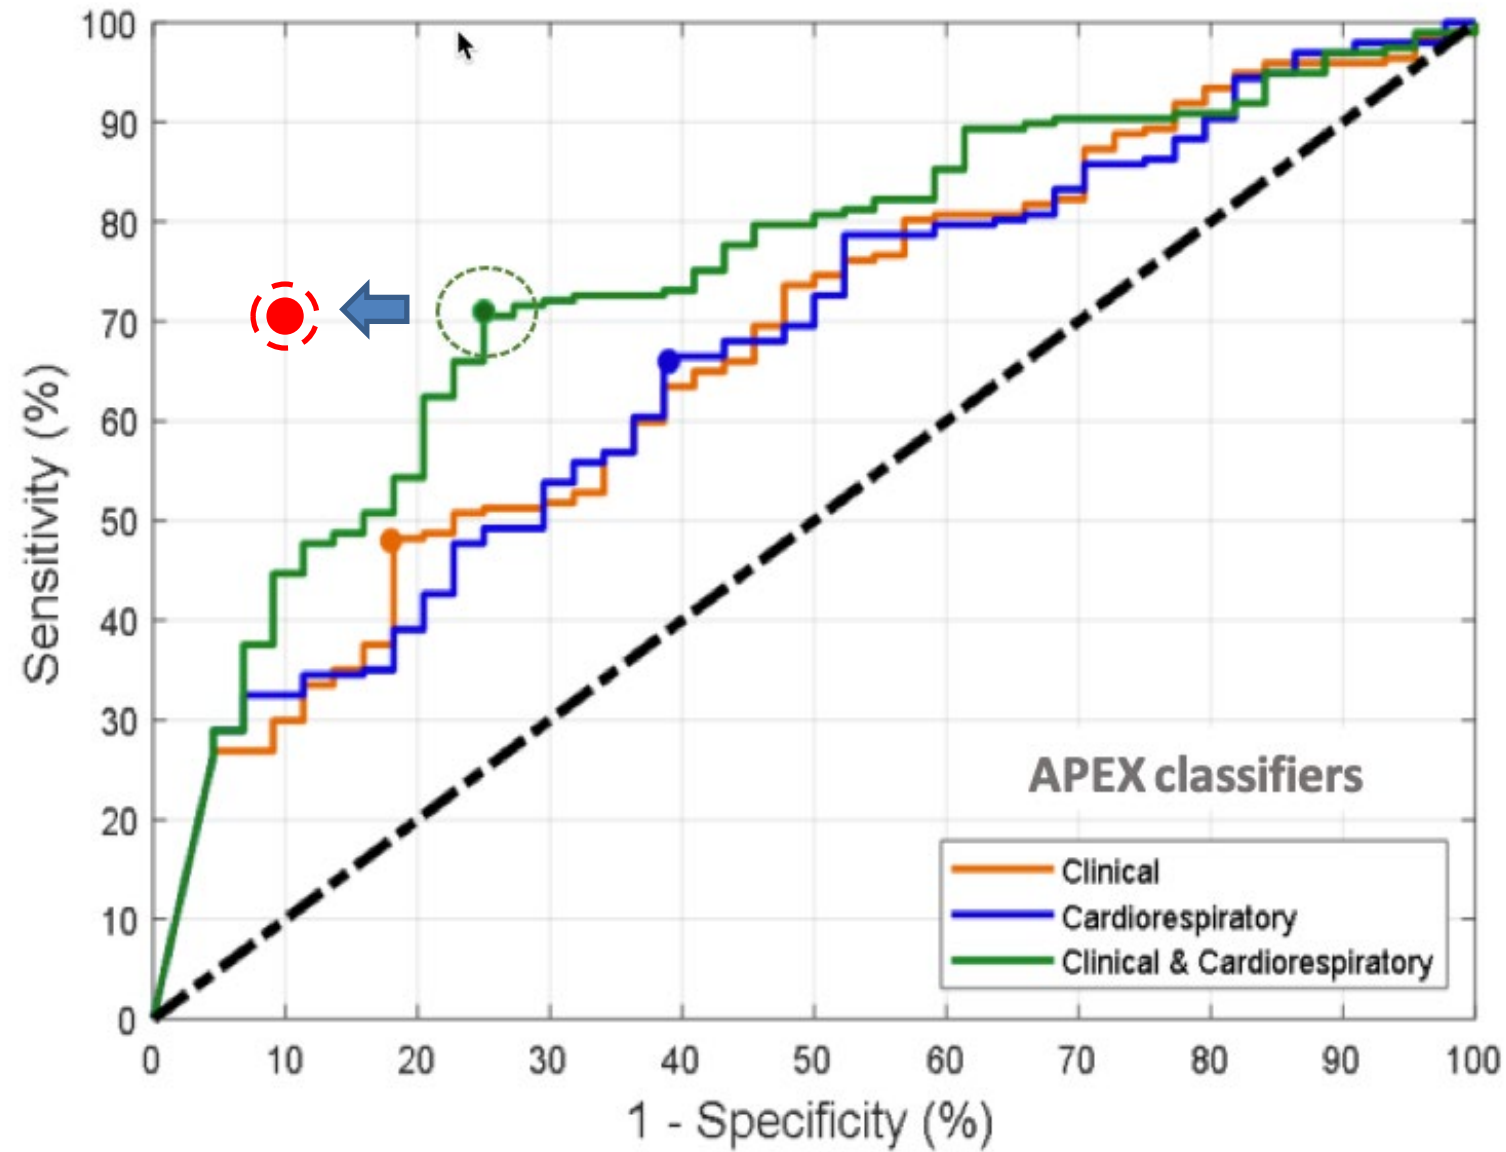 100
90
80
70
60
50
40
30
20
10
0
Sensitivity (%)
APEX classifiers
Clinical
Cardiorespiratory
Clinical & Cardiorespiratory
0 10 20 30 40 50 60 70 80 90 100
1 - Specificity (%)